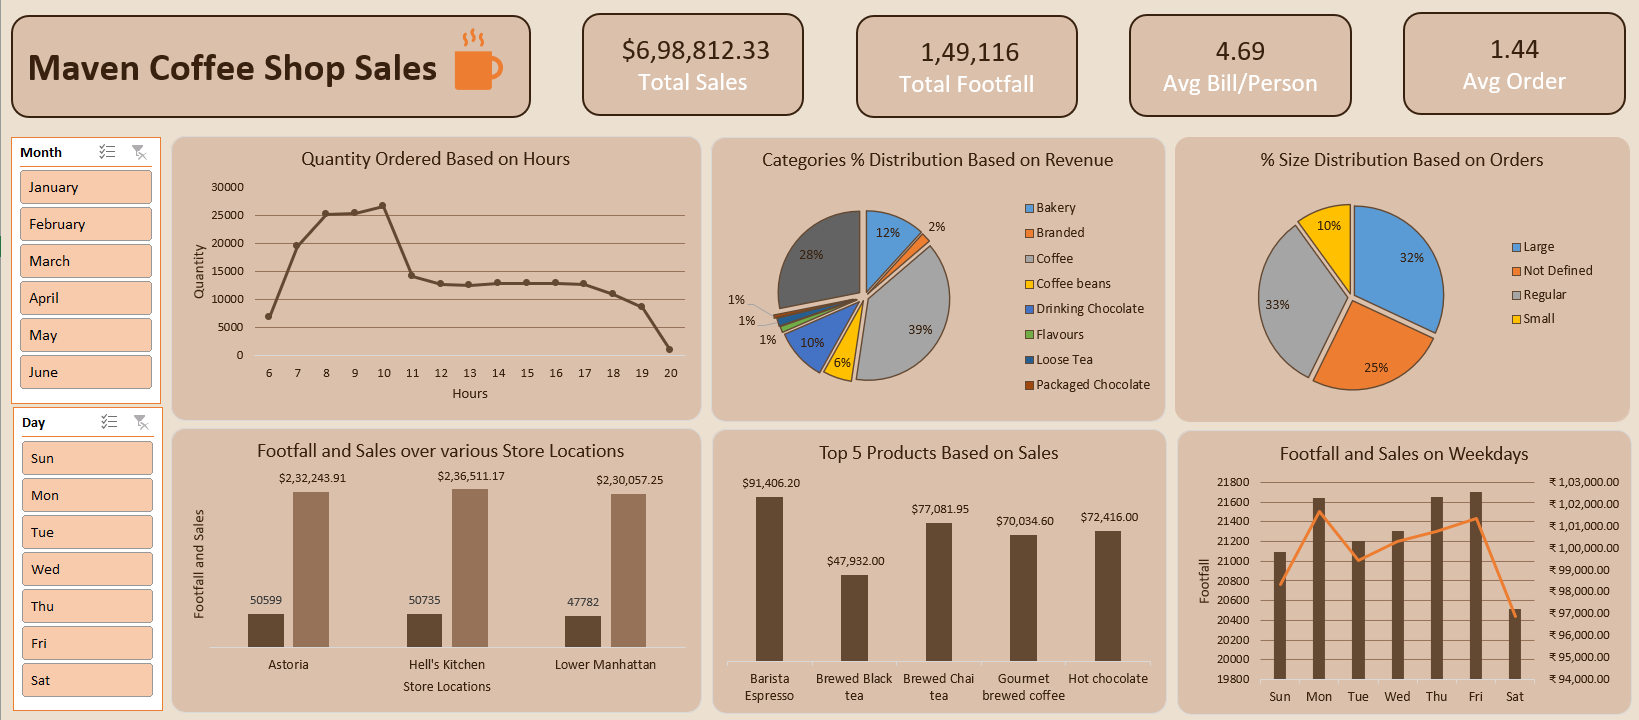 Maven Coffee Shop Sales
$6,98,812.33
Total Sales
1,49,116
Total Footfall
4.69
Avg Bill/Person
1.44
Avg Order
Month
January
February
March
April
May
June
Day
Sun
Mon
Tue
Wed
Thu
Fri
Sat
Quantity Ordered Based on Hours
Quantity
30000
25000
20000
15000
10000
5000
0
6 7 8 9 10 11 12 13 14 15 16 17 18 19 20
Hours
Categories % Distribution Based on Revenue
12%
2%
39%
6%
10%
1%
1%
1%
28%
Bakery
Branded
Coffee
Coffee beans
Drinking Chocolate
Flavours
Loose Tea
Packaged Chocolate
% Size Distribution Based on Orders
10%
32%
33%
25%
Large
Not Defined
Regular
Small
Footfall and Sales over various Store Locations
Footfall and Sales
$2,32,243.91
$2,36,511.17
$2,30,057.25
50599
50735
47782
Astoria
Hell's Kitchen
Lower Manhattan
Store Locations
Top 5 Products Based on Sales
$91,406.20
$47,932.00
$77,081.95
$70,034.60
$72,416.00
Barista
Espresso
Brewed Black
tea
Brewed Chai
tea
Gourmet
brewed coffee
Hot chocolate
Footfall and Sales on Weekdays
Footfall
21800
21600
21400
21200
21000
20800
20600
20400
20200
20000
19800
₹ 1,03,000.00
₹ 1,02,000.00
₹ 1,01,000.00
₹ 1,00,000.00
₹ 99,000.00
₹ 98,000.00
₹ 97,000.00
₹ 96,000.00
₹ 95,000.00
₹ 94,000.00
Sun Mon Tue Wed Thu Fri Sat